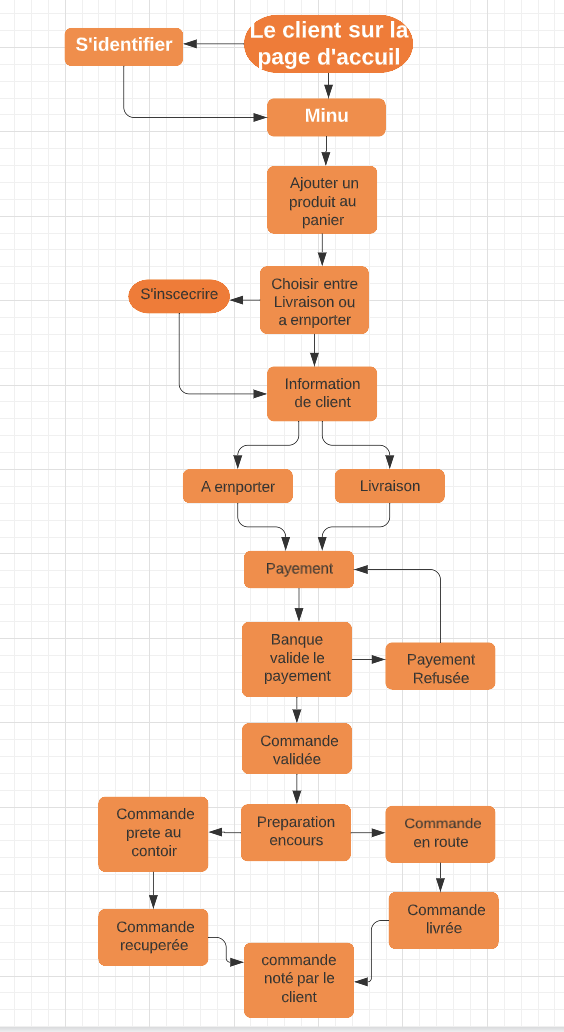 Le client sur la
page d'accuil
S'identifier
Minu
Ajouter un
produit au
panier
Choisir entre
Livraison ou
a emporter
S'inscecrire
Information
de client
A emporter
Livraison
Payement
Banque
valide le
payement
Payement
Refusée
Commande
validée
Preparation
encours
Commande
prete au
contoir
Commande
en route
Commande
recuperée
Commande
livrée
commande
noté par le
client